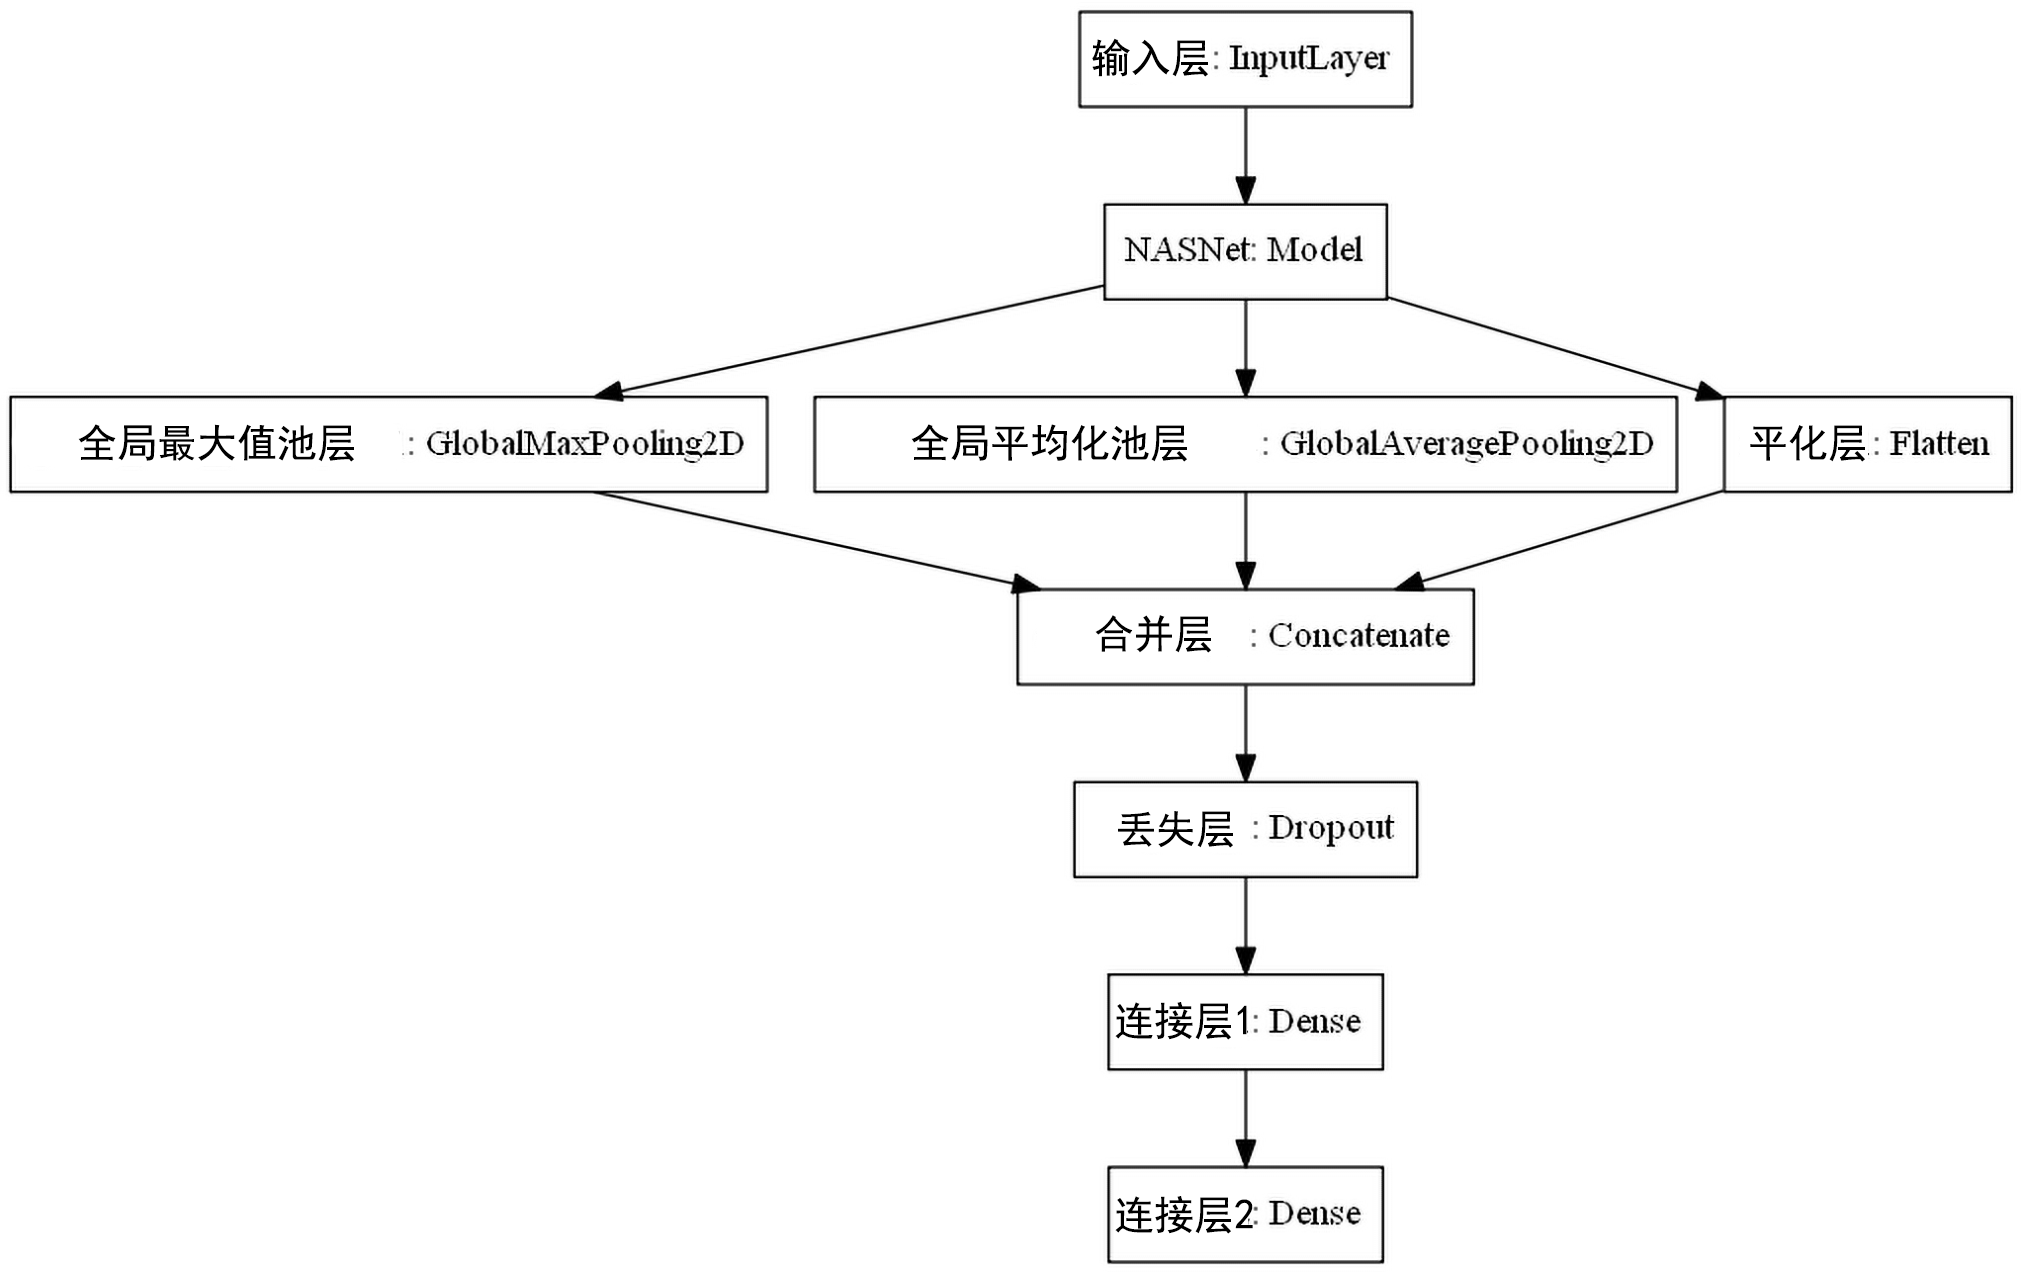 输入层: InputLayer
NASNet: Model
全局最大值池层 : GlobalMaxPooling2D
全局平均化池层 : GlobalAveragePooling2D
平化层: Flatten
合并层 : Concatenate
丢失层 : Dropout
连接层1: Dense
连接层2: Dense